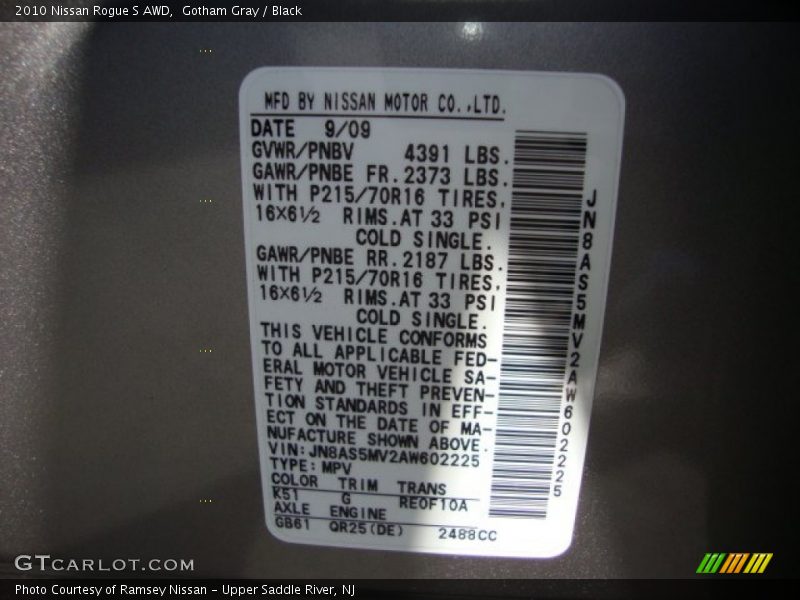 2010 Nissan Rogue S AWD,  Gotham Gray / Black
MFD BY NISSAN MOTOR CO.,LTD.
DATE 9/09
GVWR/PNBV 4391 LBS.
GAWR/PNBE FR.2373 LBS.
WITH P215/70R16 TIRES,
16X6½ RIMS.AT 33 PSI
COLD SINGLE.
GAWR/PNBE RR.2187 LBS.
WITH P215/70R16 TIRES,
16X6½ RIMS.AT 33 PSI
COLD SINGLE.
THIS VEHICLE CONFORMS
TO ALL APPLICABLE FED-
ERAL MOTOR VEHICLE SA-
FETY AND THEFT PREVEN-
TION STANDARDS IN EFF-
ECT ON THE DATE OF MA-
NUFACTURE SHOWN ABOVE.
VIN:JN8AS5MV2AW602225
TYPE:MPV
COLOR TRIM TRANS
K51 G RE0F10A
AXLE ENGINE
GB61 QR25(DE) 2488CC
JN8AS5MV2AW602225
GTCARLOT.COM
Photo Courtesy of Ramsey Nissan - Upper Saddle River, NJ